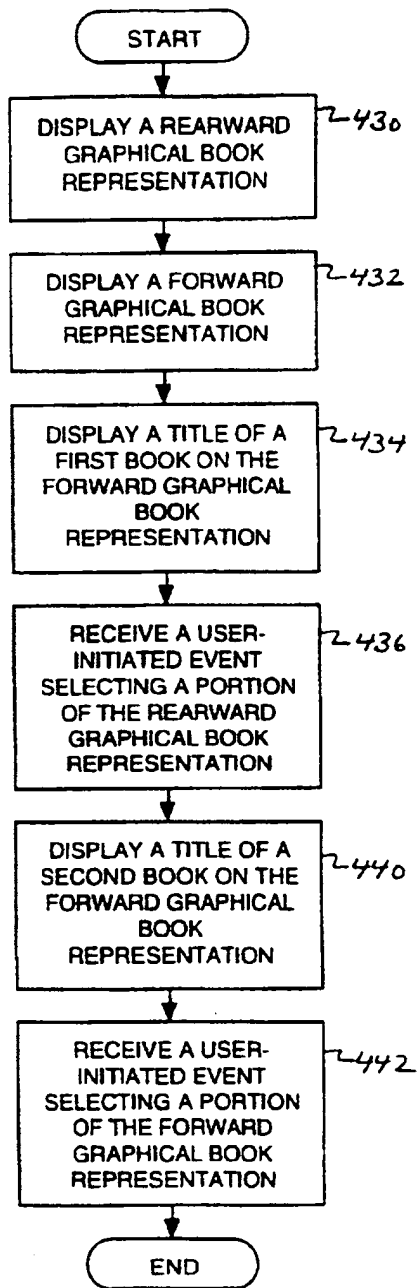 START
DISPLAY A REARWARD
GRAPHICAL BOOK
REPRESENTATION
430
DISPLAY A FORWARD
GRAPHICAL BOOK
REPRESENTATION
432
DISPLAY A TITLE OF A
FIRST BOOK ON THE
FORWARD GRAPHICAL
BOOK
REPRESENTATION
434
RECEIVE A USER-
INITIATED EVENT
SELECTING A PORTION
OF THE REARWARD
GRAPHICAL BOOK
REPRESENTATION
436
DISPLAY A TITLE OF A
SECOND BOOK ON THE
FORWARD GRAPHICAL
BOOK
REPRESENTATION
440
RECEIVE A USER-
INITIATED EVENT
SELECTING A PORTION
OF THE FORWARD
GRAPHICAL BOOK
REPRESENTATION
442
END